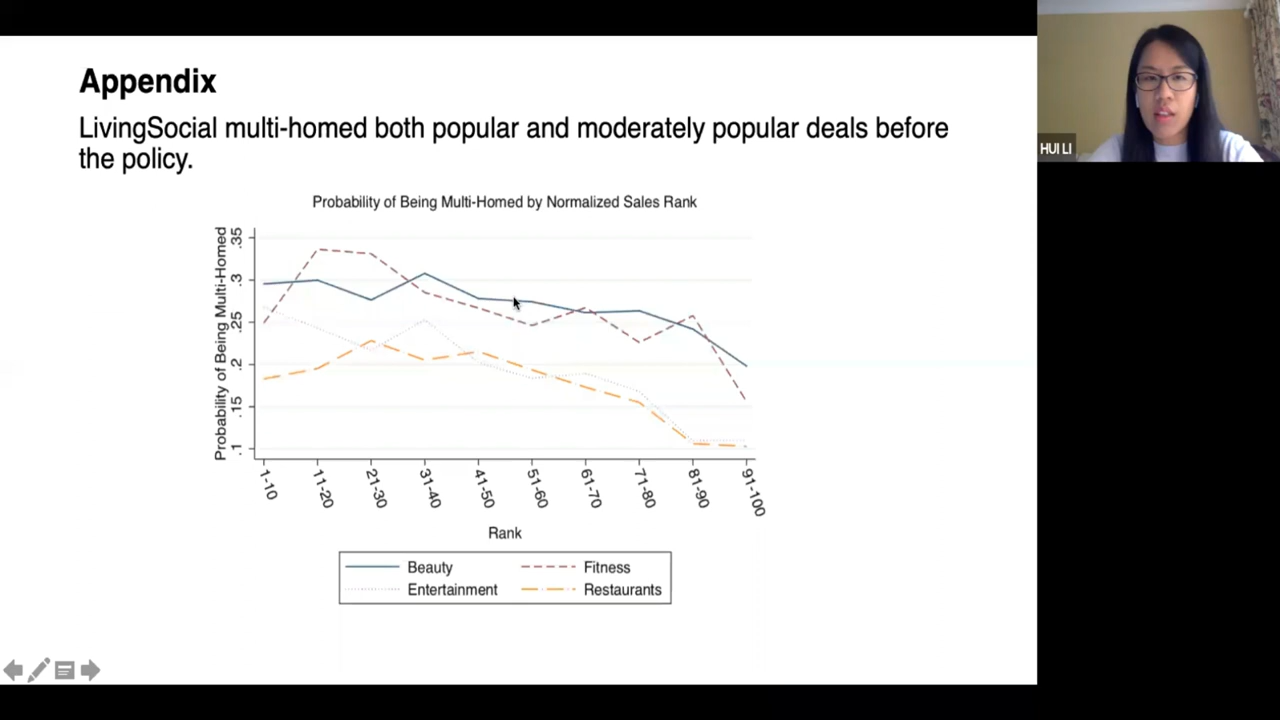 Appendix
LivingSocial multi-homed both popular and moderately popular deals before
the policy.
Probability of Being Multi-Homed by Normalized Sales Rank
Probability of Being Multi-Homed
.35
.3
.25
.2
.15
.1
1-10
11-20
21-30
31-40
41-50
51-60
61-70
71-80
81-90
91-100
Rank
Beauty
Fitness
Entertainment
Restaurants
HUI LI